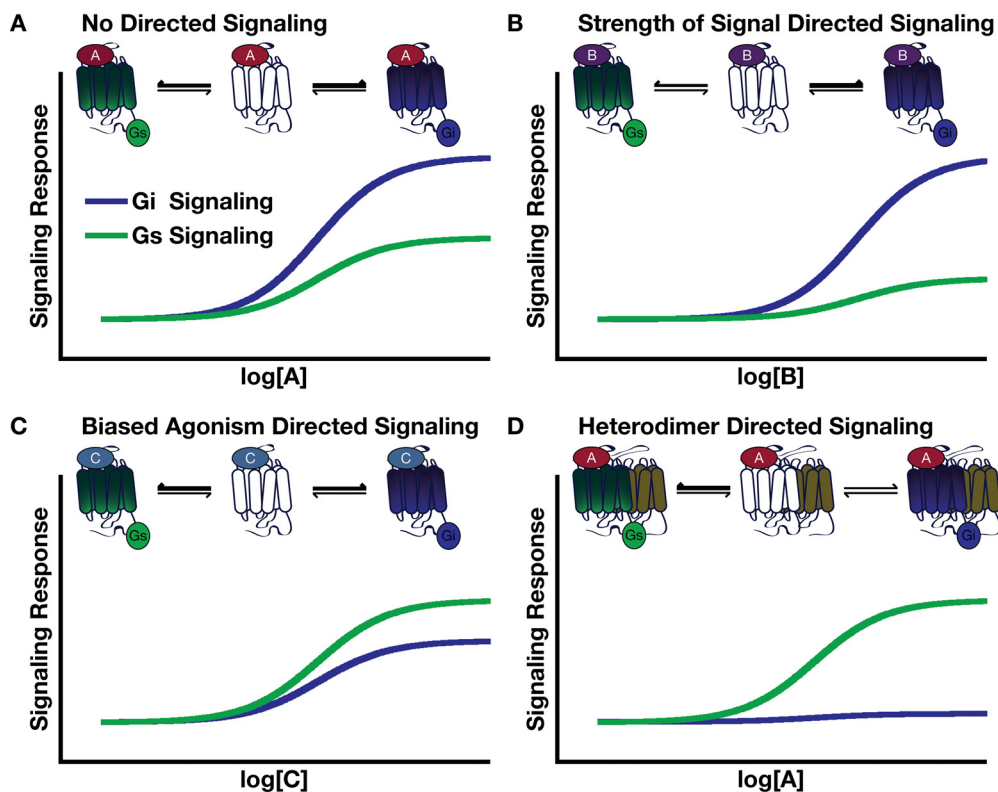 A No Directed Signaling
A A A
Gs Gi
Signaling Response
Gi Signaling
Gs Signaling
log[A]
B Strength of Signal Directed Signaling
B B B
Gs Gi
Signaling Response
log[B]
C Biased Agonism Directed Signaling
C C C
Gs Gi
Signaling Response
log[C]
D Heterodimer Directed Signaling
A A A
Gs Gi
Signaling Response
log[A]